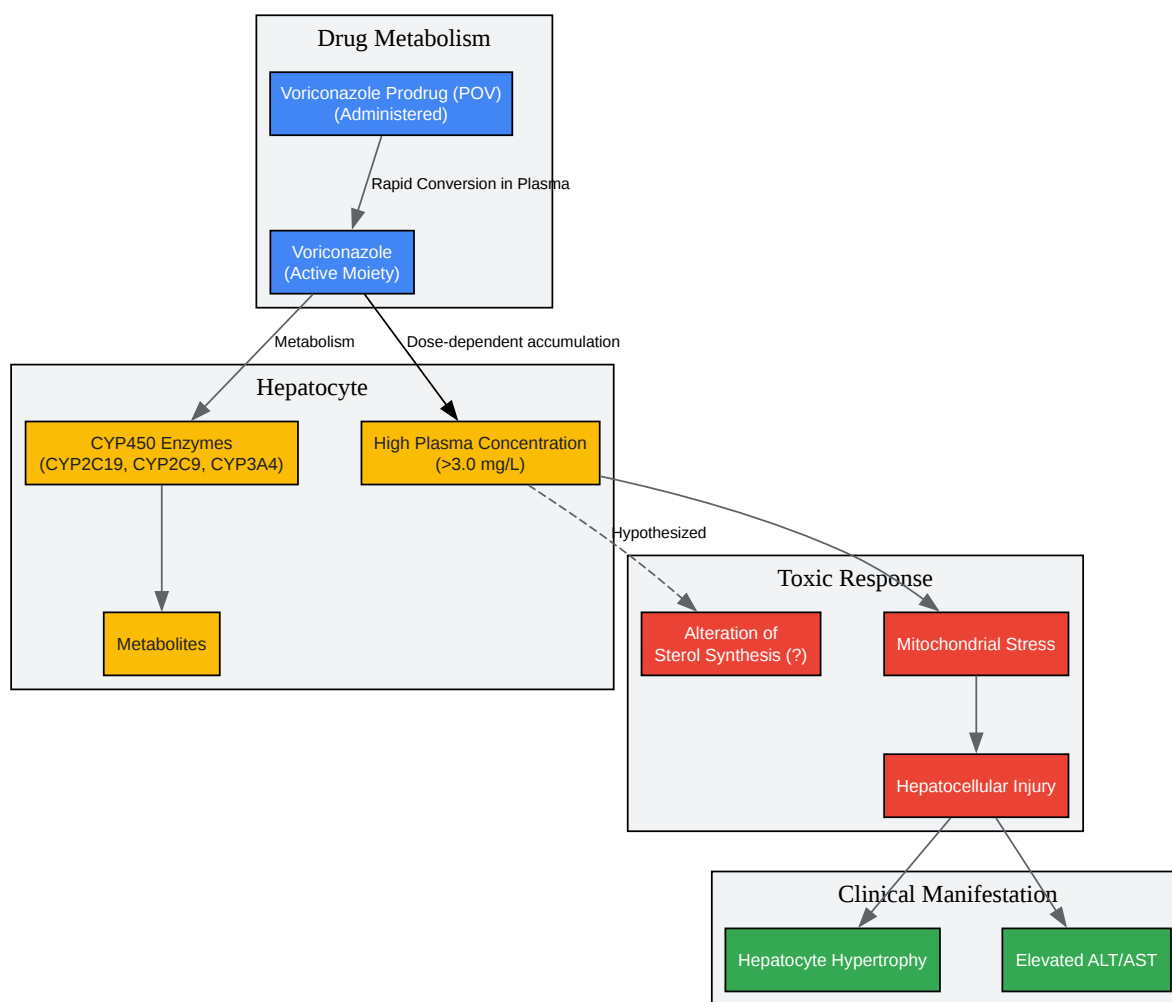 Drug Metabolism
Voriconazole Prodrug (POV)
(Administered)
Rapid Conversion in Plasma
Voriconazole
(Active Moiety)
Metabolism
Dose-dependent accumulation
Hepatocyte
CYP450 Enzymes
(CYP2C19, CYP2C9, CYP3A4)
High Plasma Concentration
(>3.0 mg/L)
Hypothesized
Metabolites
Toxic Response
Alteration of
Sterol Synthesis (?)
Mitochondrial Stress
Hepatocellular Injury
Clinical Manifestation
Hepatocyte Hypertrophy
Elevated ALT/AST